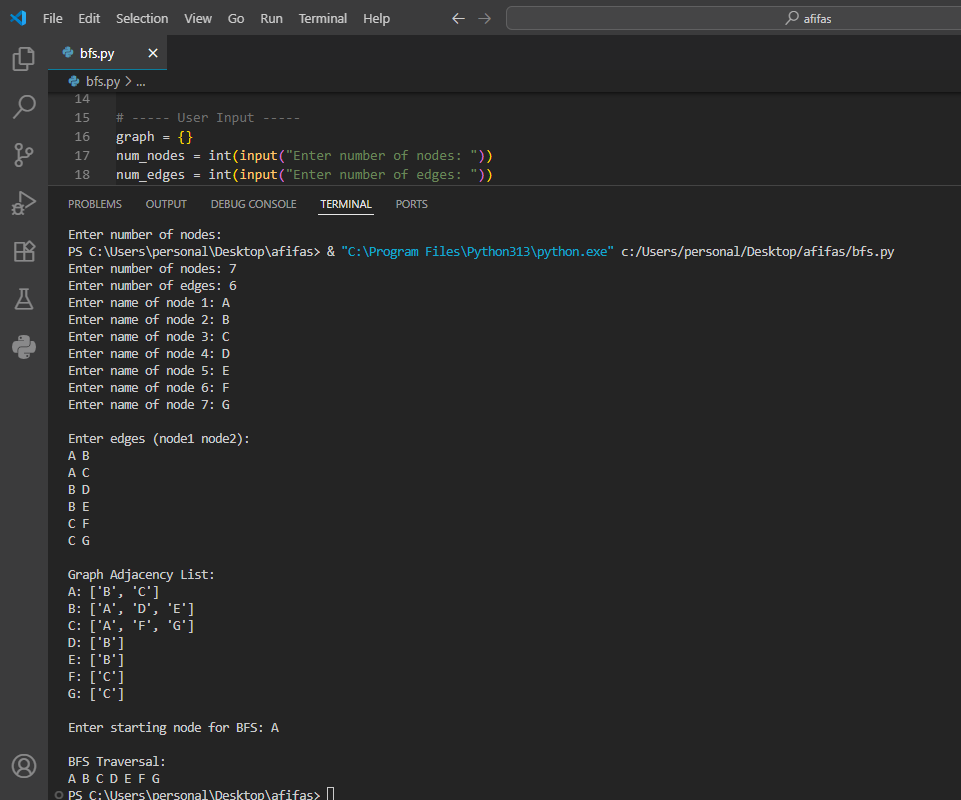 File Edit Selection View Go Run Terminal Help afifas
bfs.py
bfs.py > ...
14
15 # ----- User Input -----
16 graph = {}
17 num_nodes = int(input("Enter number of nodes: "))
18 num_edges = int(input("Enter number of edges: "))
PROBLEMS OUTPUT DEBUG CONSOLE TERMINAL PORTS
Enter number of nodes:
PS C:\Users\personal\Desktop\afifas> & "C:\Program Files\Python313\python.exe" c:/Users/personal/Desktop/afifas/bfs.py
Enter number of nodes: 7
Enter number of edges: 6
Enter name of node 1: A
Enter name of node 2: B
Enter name of node 3: C
Enter name of node 4: D
Enter name of node 5: E
Enter name of node 6: F
Enter name of node 7: G
Enter edges (node1 node2):
A B
A C
B D
B E
C F
C G
Graph Adjacency List:
A: ['B', 'C']
B: ['A', 'D', 'E']
C: ['A', 'F', 'G']
D: ['B']
E: ['B']
F: ['C']
G: ['C']
Enter starting node for BFS: A
BFS Traversal:
A B C D E F G
PS C:\Users\personal\Desktop\afifas>